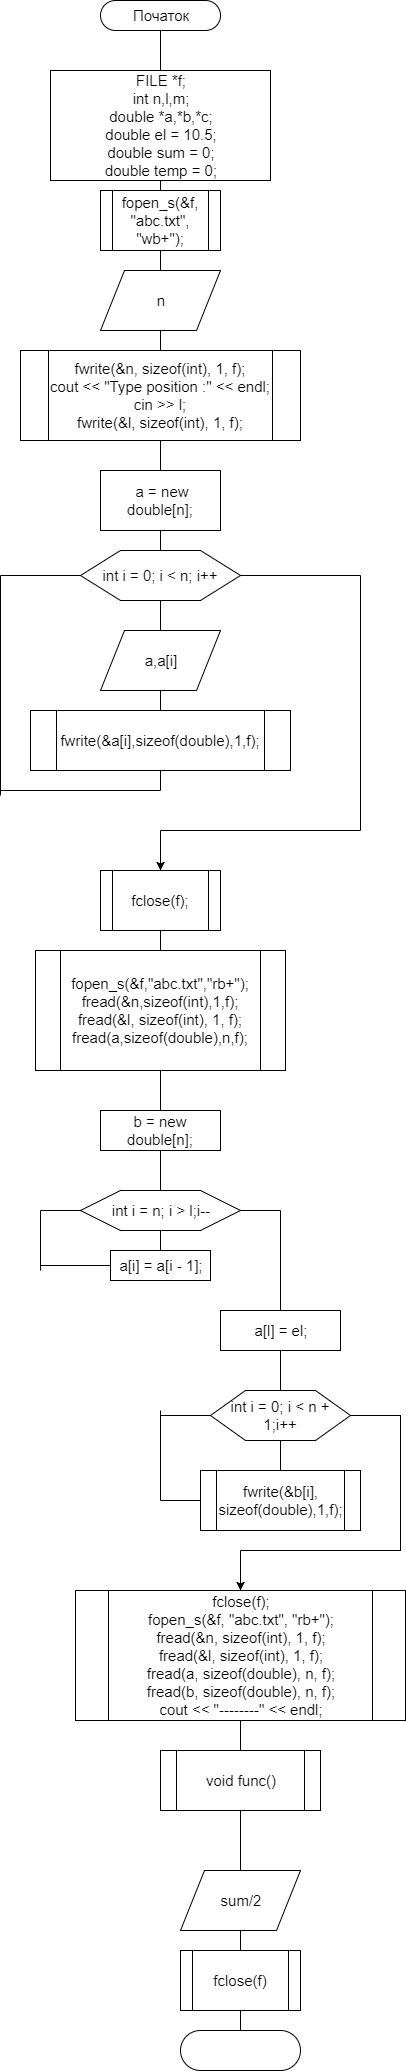 Початок
FILE *f;
int n,l,m;
double *a,*b,*c;
double el = 10.5;
double sum = 0;
double temp = 0;
fopen_s(&f,
"abc.txt",
"wb+");
n
fwrite(&n, sizeof(int), 1, f);
cout << "Type position :" << endl;
cin >> l;
fwrite(&l, sizeof(int), 1, f);
a = new
double[n];
int i = 0; i < n; i++
a,a[i]
fwrite(&a[i],sizeof(double),1,f);
fclose(f);
fopen_s(&f,"abc.txt","rb+");
fread(&n,sizeof(int),1,f);
fread(&l, sizeof(int), 1, f);
fread(a,sizeof(double),n,f);
b = new
double[n];
int i = n; i > l;i--
a[i] = a[i - 1];
a[l] = el;
int i = 0; i < n +
1;i++
fwrite(&b[i],
sizeof(double),1,f);
fclose(f);
fopen_s(&f, "abc.txt", "rb+");
fread(&n, sizeof(int), 1, f);
fread(&l, sizeof(int), 1, f);
fread(a, sizeof(double), n, f);
fread(b, sizeof(double), n, f);
cout << "--------" << endl;
void func()
sum/2
fclose(f)